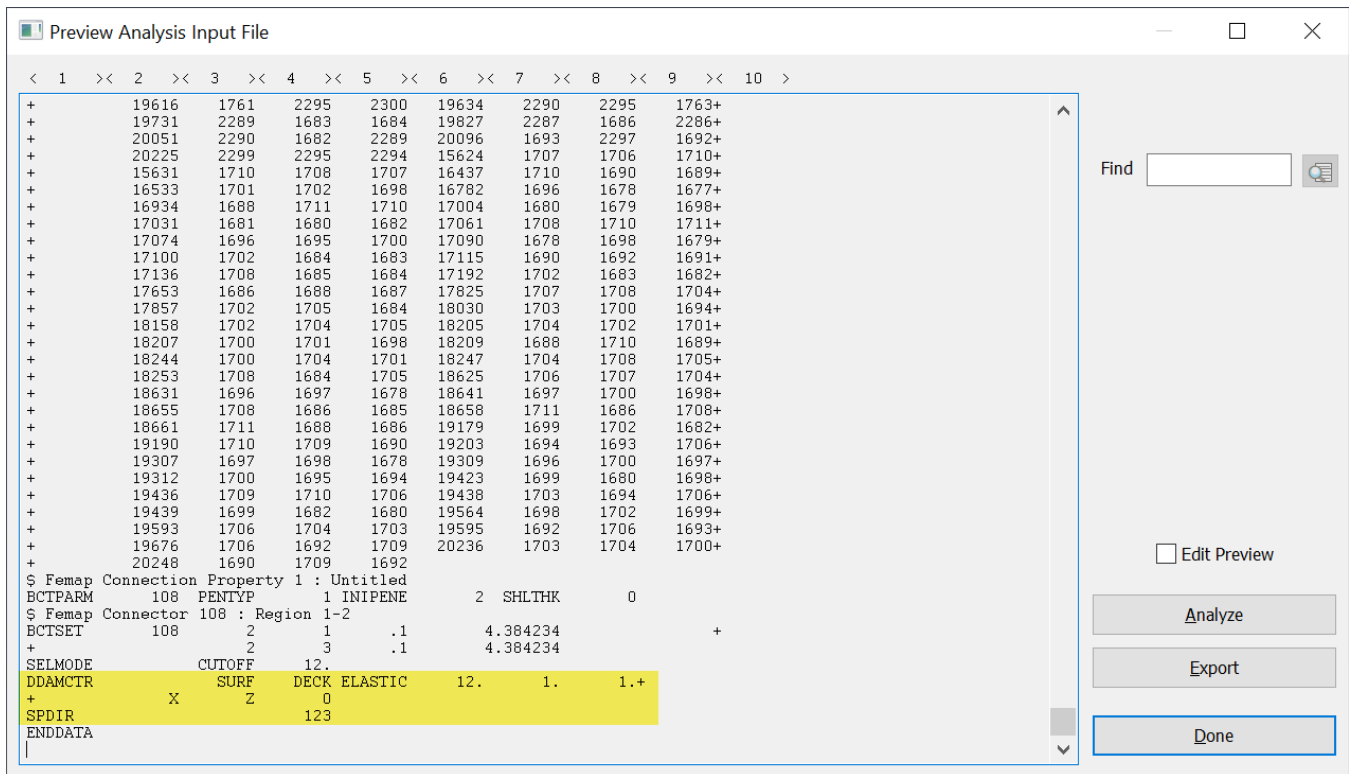 Preview Analysis Input File
< 1 >< 2 >< 3 >< 4 >< 5 >< 6 >< 7 >< 8 >< 9 >< 10 >
+ 19616 1761 2295 2300 19634 2290 2295 1763+
+ 19731 2289 1683 1684 19827 2287 1686 2286+
+ 20051 2290 1682 2289 20096 1693 2297 1692+
+ 20225 2299 2295 2294 15624 1707 1706 1710+
+ 15631 1710 1708 1707 16437 1710 1690 1689+
+ 16533 1701 1702 1698 16782 1696 1678 1677+
+ 16934 1688 1711 1710 17004 1680 1679 1698+
+ 17031 1681 1680 1682 17061 1708 1710 1711+
+ 17074 1696 1695 1700 17090 1678 1698 1679+
+ 17100 1702 1684 1683 17115 1690 1692 1691+
+ 17136 1708 1685 1684 17192 1702 1683 1682+
+ 17653 1686 1688 1687 17825 1707 1708 1704+
+ 17857 1702 1705 1684 18030 1703 1700 1694+
+ 18158 1702 1704 1705 18205 1704 1702 1701+
+ 18207 1700 1701 1698 18209 1688 1710 1689+
+ 18244 1700 1704 1701 18247 1704 1708 1705+
+ 18253 1708 1684 1705 18625 1706 1707 1704+
+ 18631 1696 1697 1678 18641 1697 1700 1698+
+ 18655 1708 1686 1685 18658 1711 1686 1708+
+ 18661 1711 1688 1686 19179 1699 1702 1682+
+ 19190 1710 1709 1690 19203 1694 1693 1706+
+ 19307 1697 1698 1678 19309 1696 1700 1697+
+ 19312 1700 1695 1694 19423 1699 1680 1698+
+ 19436 1709 1710 1706 19438 1703 1694 1706+
+ 19439 1699 1682 1680 19564 1698 1702 1699+
+ 19593 1706 1704 1703 19595 1692 1706 1693+
+ 19676 1706 1692 1709 20236 1703 1704 1700+
+ 20248 1690 1709 1692
$ Femap Connection Property 1 : Untitled
BCTPARM 108 PENTYP 1 INIPENE 2 SHLTHK 0
$ Femap Connector 108 : Region 1-2
BCTSET 108 2 1 .1 4.384234 +
+ 2 3 .1 4.384234
SELMODE CUTOFF 12.
DDAMCTR SURF DECK ELASTIC 12. 1. 1.+
+ X Z 0
SPDIR 123
ENDDATA
Find
Edit Preview
Analyze
Export
Done